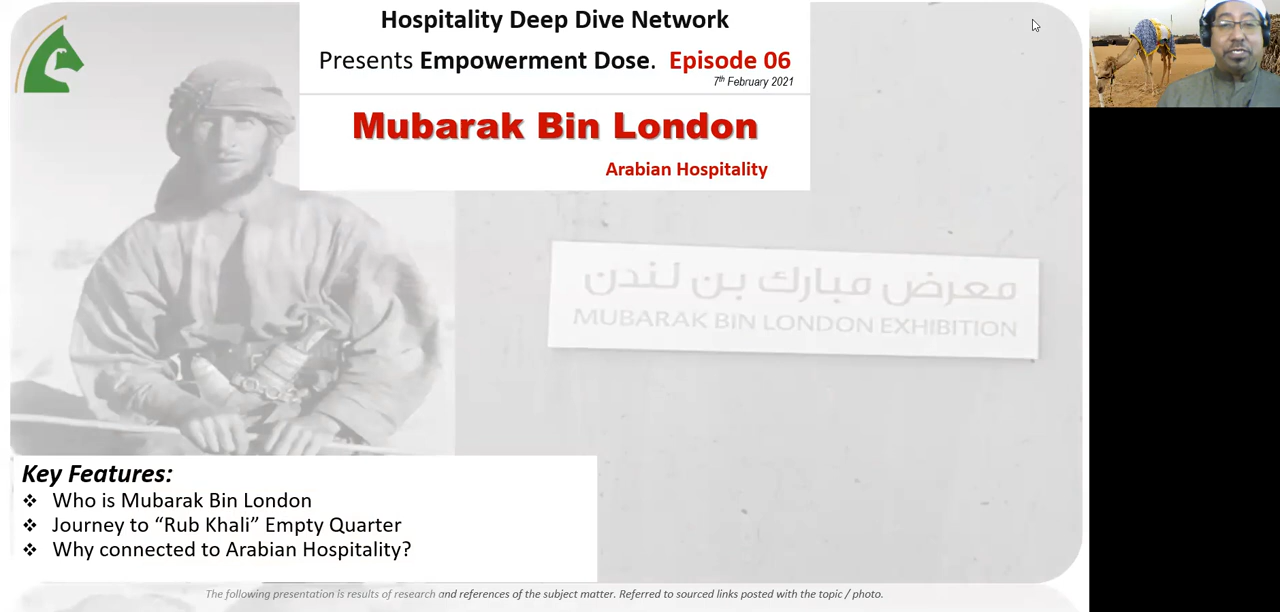 Hospitality Deep Dive Network
Presents Empowerment Dose. Episode 06
7th February 2021
Mubarak Bin London
Arabian Hospitality
معرض مبارك بن لندن
MUBARAK BIN LONDON EXHIBITION
Key Features:
❖ Who is Mubarak Bin London
❖ Journey to “Rub Khali” Empty Quarter
❖ Why connected to Arabian Hospitality?
The following presentation is results of research and references of the subject matter. Referred to sourced links posted with the topic / photo.